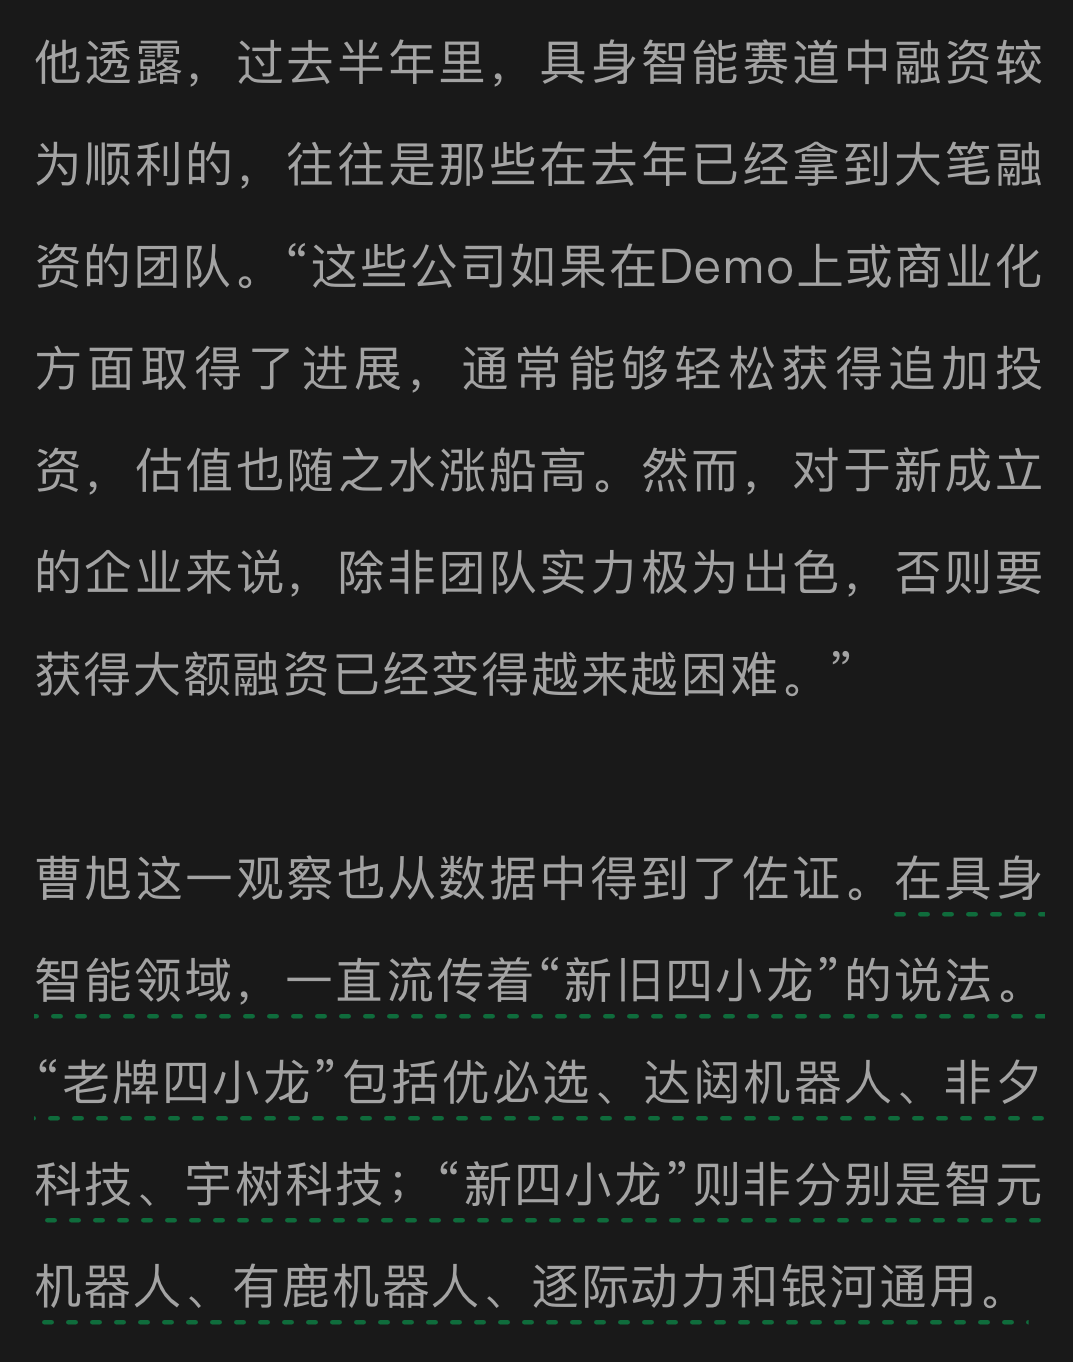 他透露，过去半年里，具身智能赛道中融资较
为顺利的，往往是那些在去年已经拿到大笔融
资的团队。“这些公司如果在Demo上或商业化
方面取得了进展，通常能够轻松获得追加投
资，估值也随之水涨船高。然而，对于新成立
的企业来说，除非团队实力极为出色，否则要
获得大额融资已经变得越来越困难。”
曹旭这一观察也从数据中得到了佐证。在具身
智能领域，一直流传着“新旧四小龙”的说法。
“老牌四小龙”包括优必选、达闼机器人、非夕
科技、宇树科技；“新四小龙”则非分别是智元
机器人、有鹿机器人、逐际动力和银河通用。